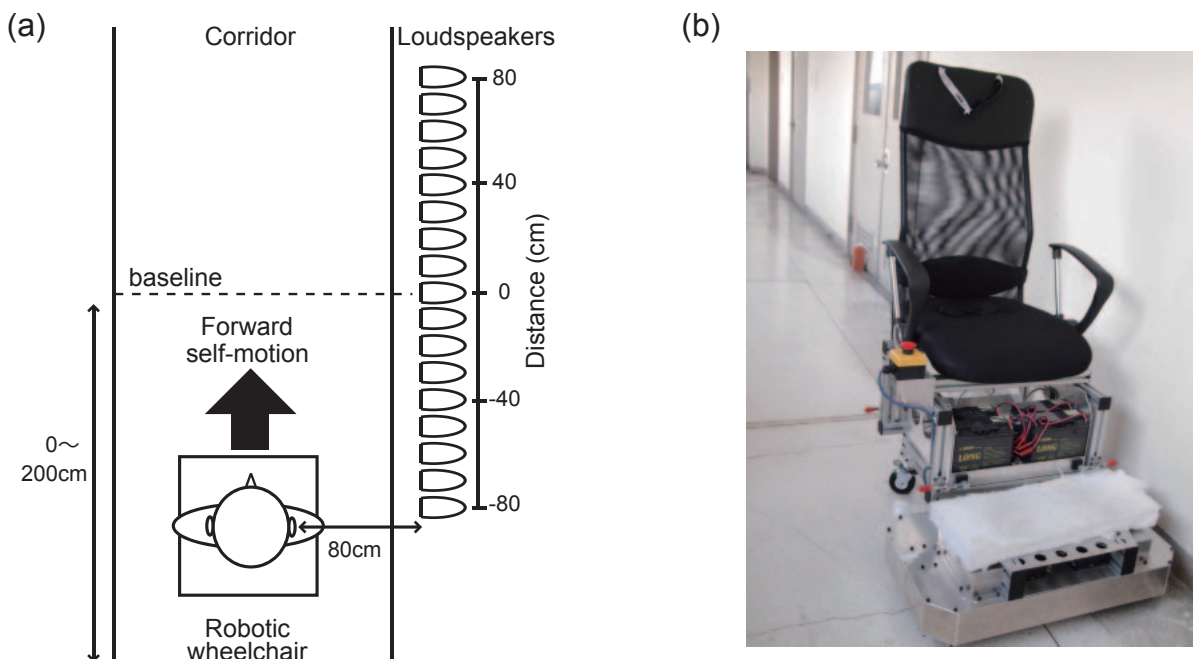 (a)
Corridor
Loudspeakers
80
40
0
-40
-80
Distance (cm)
baseline
Forward
self-motion
0～
200cm
80cm
Robotic
wheelchair
(b)
LONG
LONG